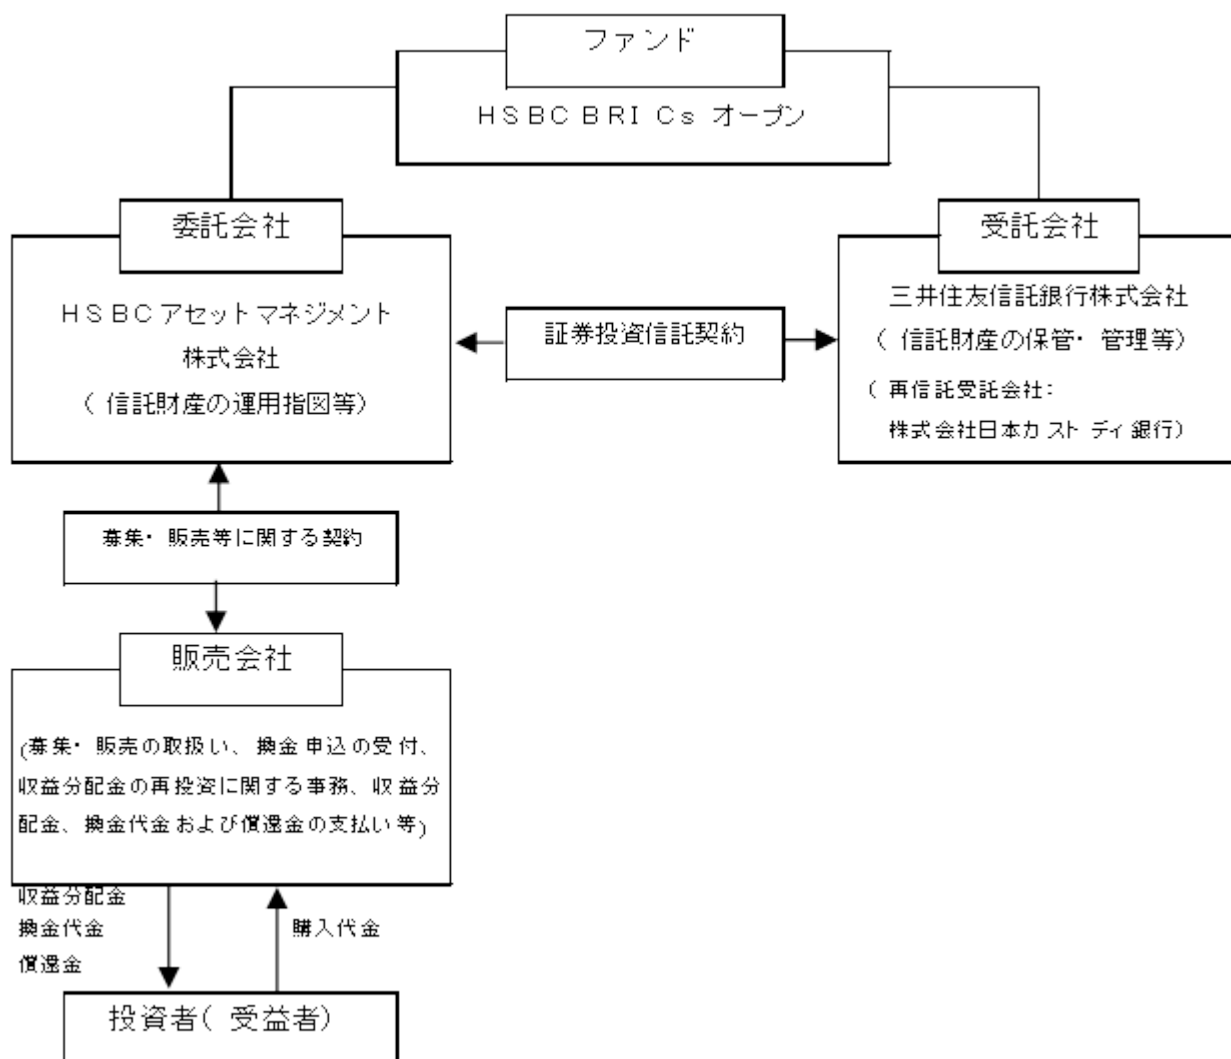 ファンド
HSBC BRICs オープン
委託会社
HSBCアセットマネジメント
株式会社
(信託財産の運用指図等)
証券投資信託契約
受託会社
三井住友信託銀行株式会社
(信託財産の保管・管理等)
(再信託受託会社:
株式会社日本カストディ銀行)
募集・販売等に関する契約
販売会社
(募集・販売の取扱い、換金申込の受付、
収益分配金の再投資に関する事務、収益分
配金、換金代金および償還金の支払い等)
収益分配金
換金代金
償還金
購入代金
投資者(受益者)